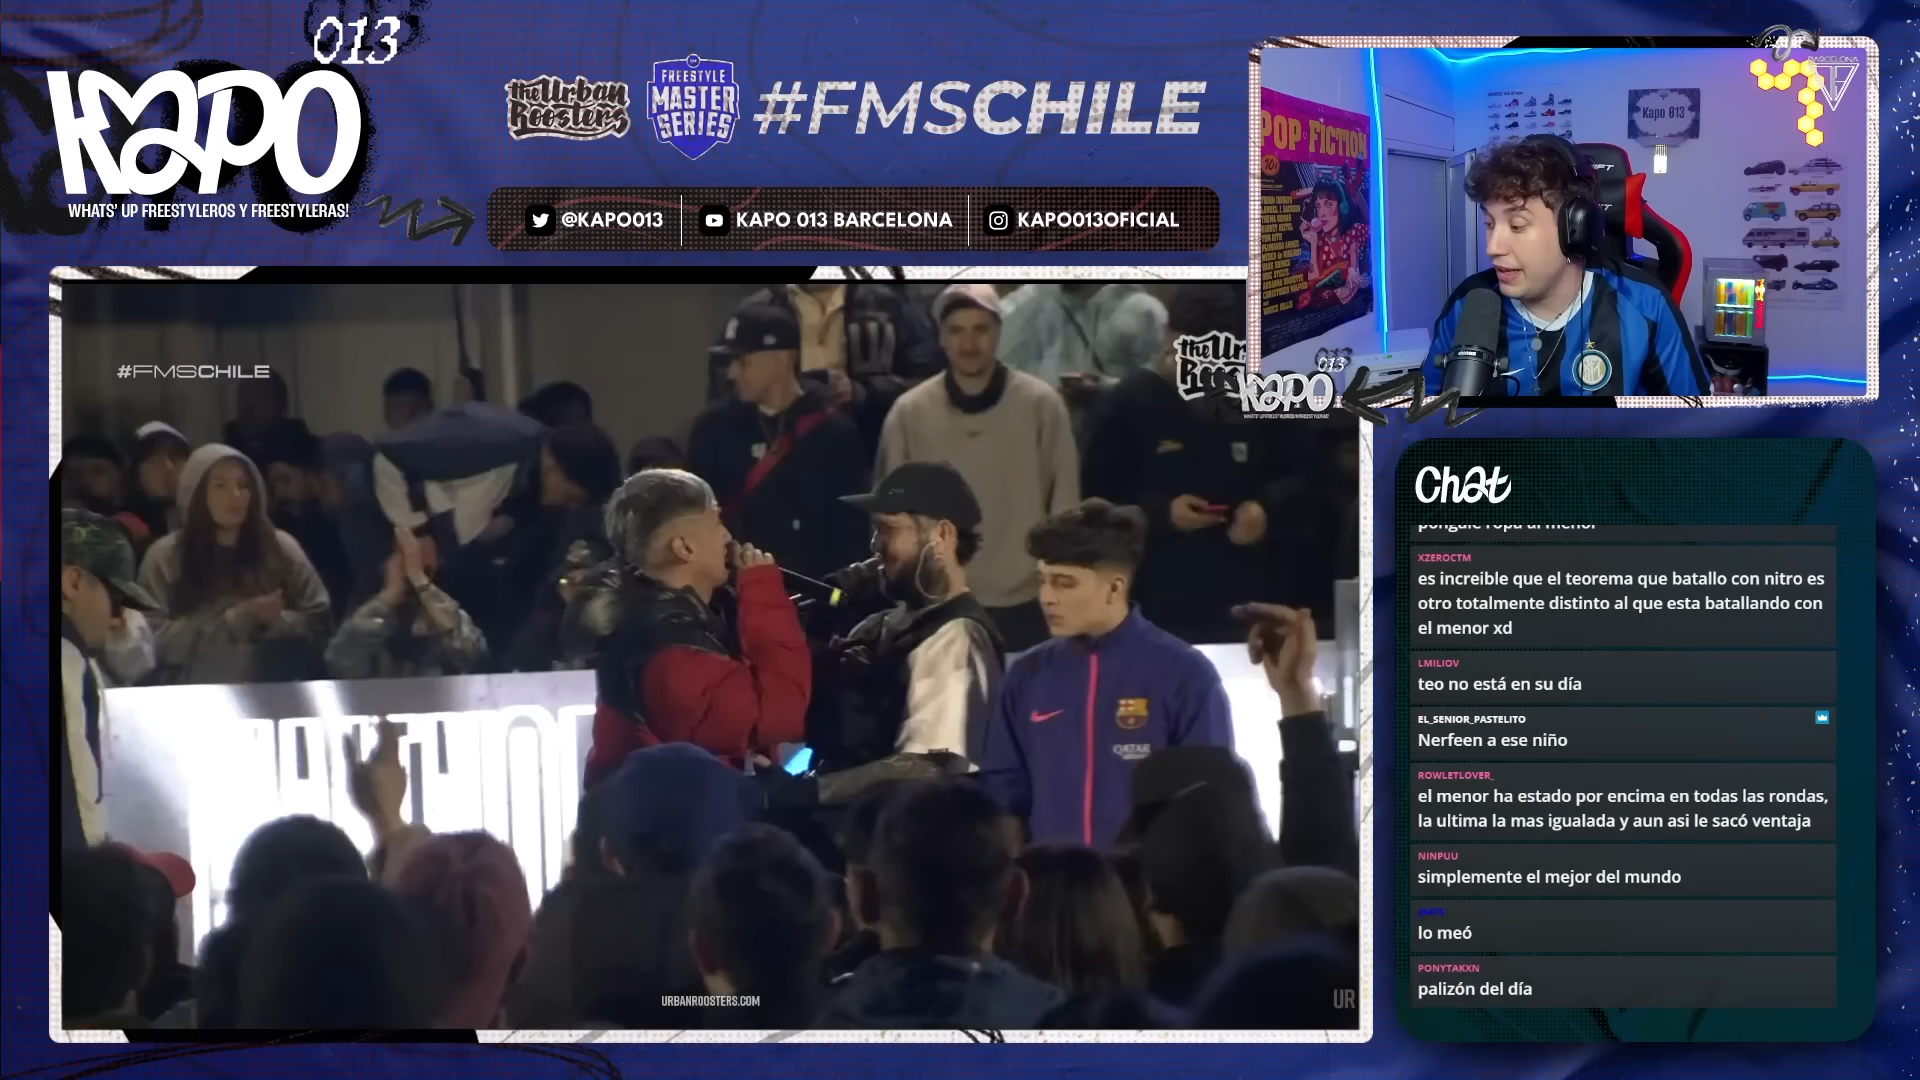 013
KAPO
WHATS' UP FREESTYLEROS Y FREESTYLERAS!
the Urban Roosters
FREESTYLE
MASTER
SERIES
#FMSCHILE
@KAPO013
KAPO 013 BARCELONA
KAPO013OFICIAL
POP FICTION
Kapo 013
BARCELONA
#FMSCHILE
013
KAPO
QATAR
URBANROOSTERS.COM
UR
Chat
XZEROCTM
es increible que el teorema que batallo con nitro es
otro totalmente distinto al que esta batallando con
el menor xd
LMILIOV
teo no está en su día
EL_SENIOR_PASTELITO
Nerfeen a ese niño
ROWLETLOVER_
el menor ha estado por encima en todas las rondas,
la ultima la mas igualada y aun asi le sacó ventaja
NINPUU
simplemente el mejor del mundo
lo meó
PONYTAKXN
palizón del día